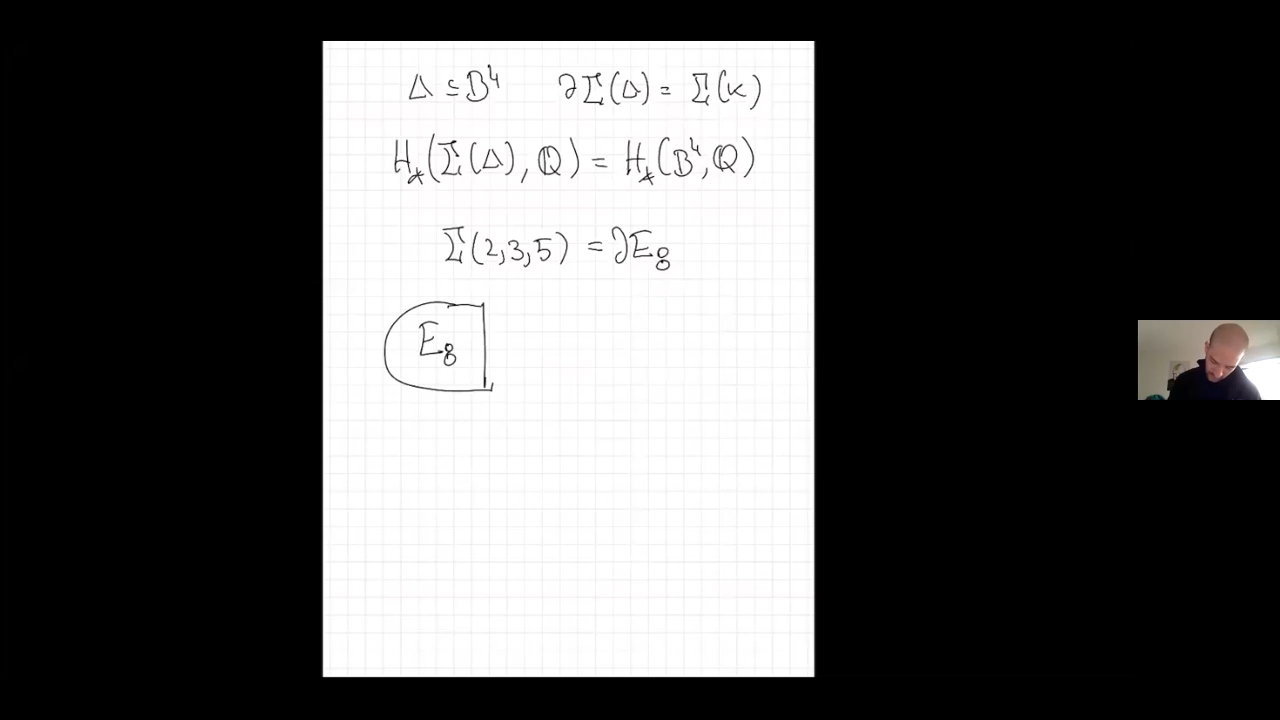 Δ ⊆ B⁴ ∂Σ(Δ) = Σ(K)
H_*(Σ(Δ), ℚ) = H_*(B⁴, ℚ)
Σ(2,3,5) = ∂E₈
E₈